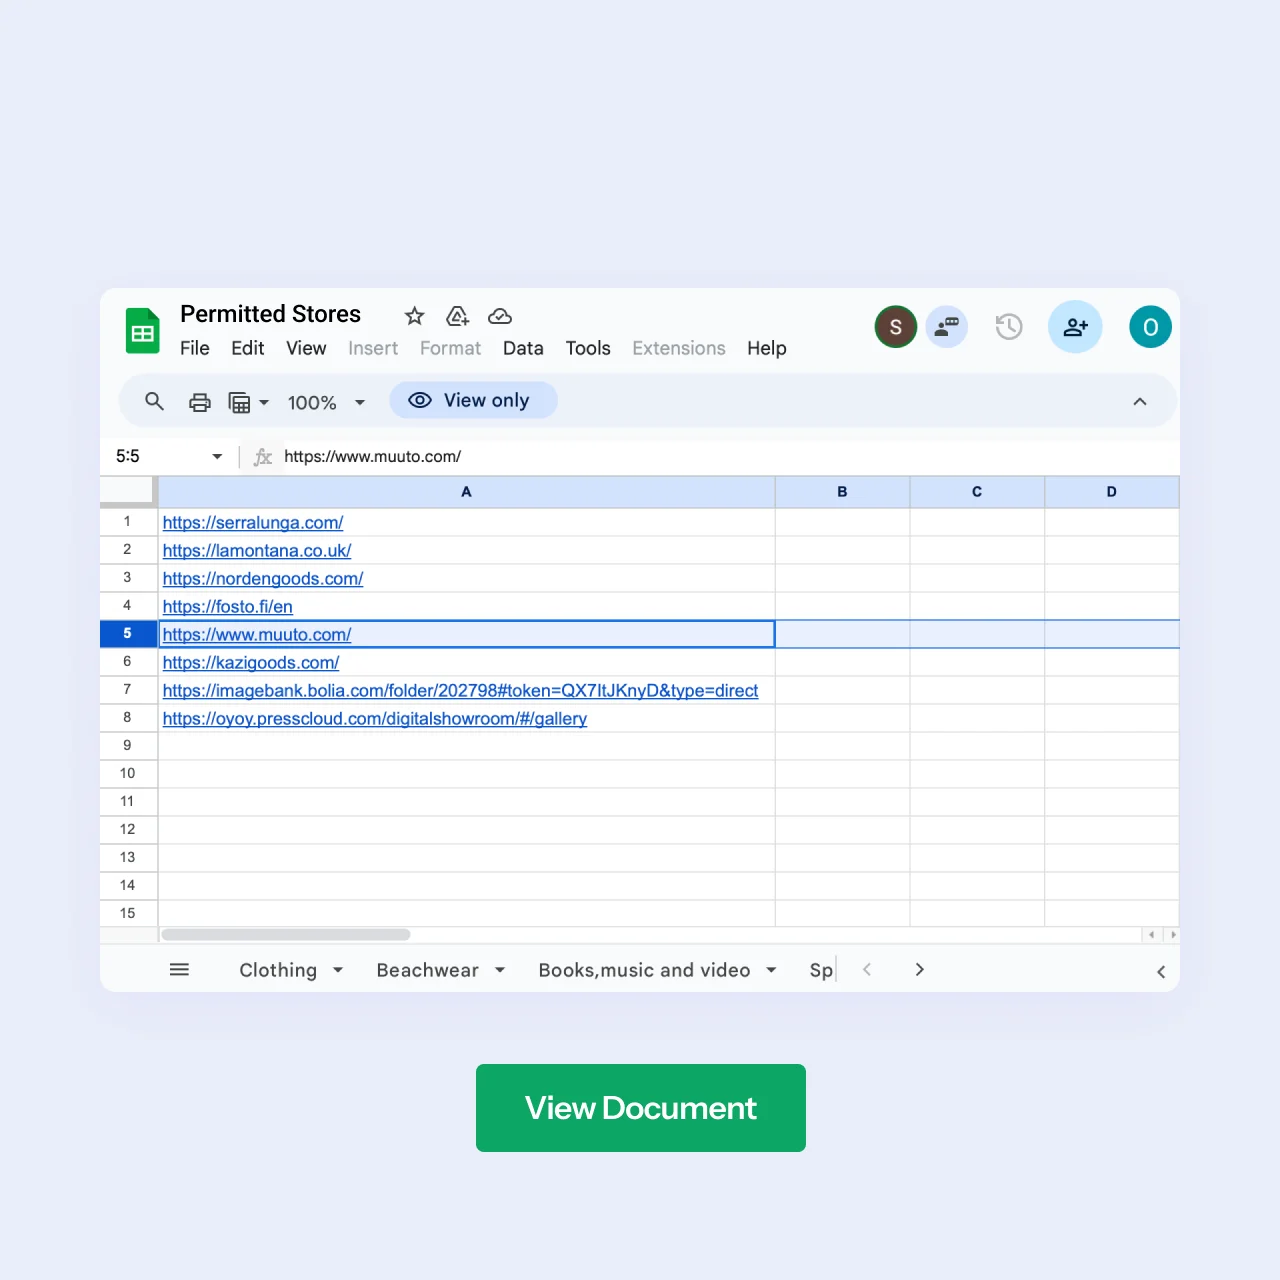 Permitted Stores
File Edit View Insert Format Data Tools Extensions Help
S
O
100% View only
5:5 fx https://www.muuto.com/
A B C D
1 https://serralunga.com/
2 https://lamontana.co.uk/
3 https://nordengoods.com/
4 https://fosto.fi/en
5 https://www.muuto.com/
6 https://kazigoods.com/
7 https://imagebank.bolia.com/folder/202798#token=QX7ItJKnyD&type=direct
8 https://oyoy.presscloud.com/digitalshowroom/#/gallery
9
10
11
12
13
14
15
Clothing Beachwear Books,music and video Sp
View Document